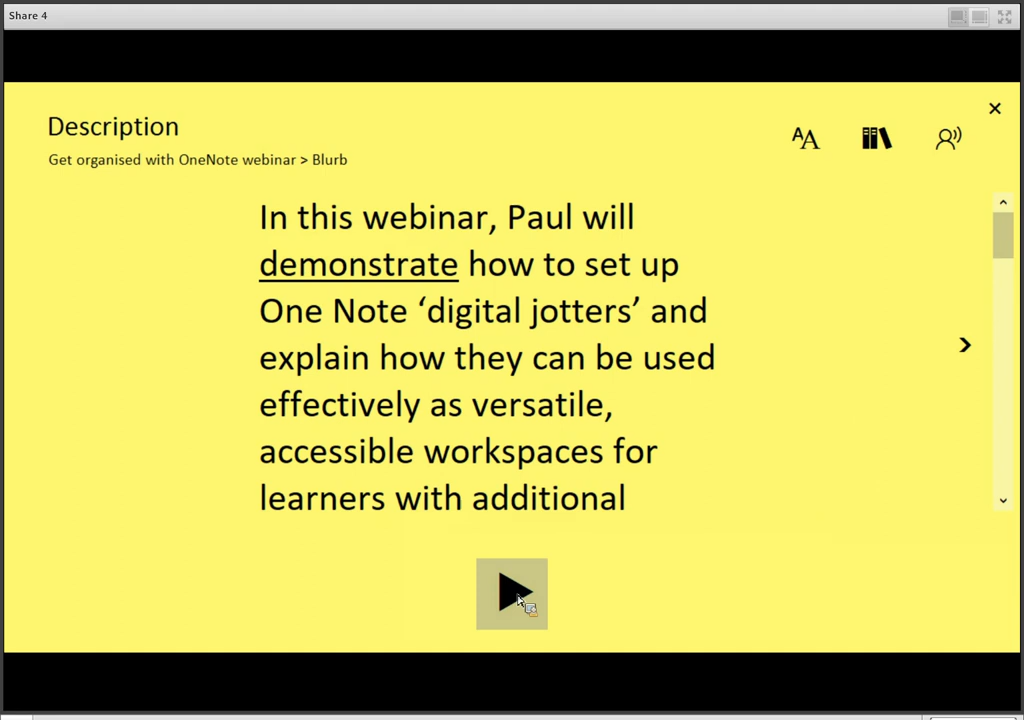 Share 4
Description
Get organised with OneNote webinar > Blurb
AA
In this webinar, Paul will
demonstrate how to set up
One Note ‘digital jotters’ and
explain how they can be used
effectively as versatile,
accessible workspaces for
learners with additional